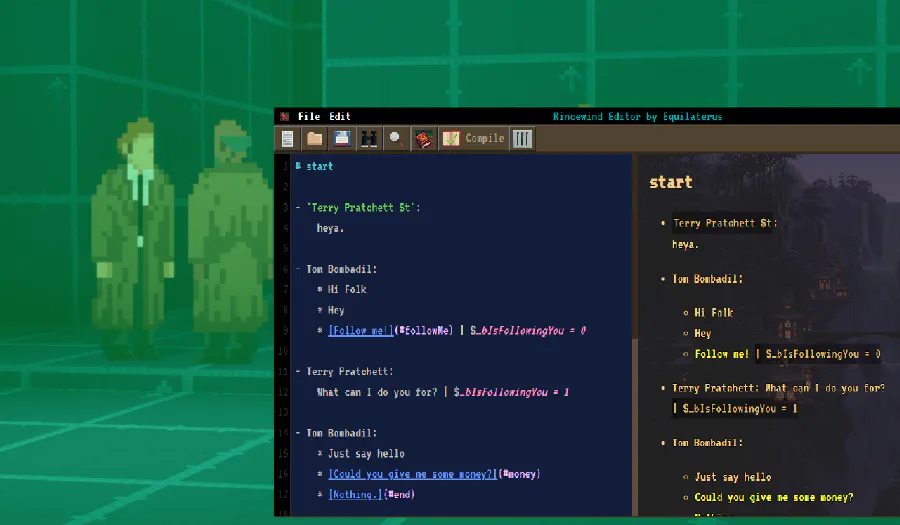 File Edit
Rincewind Editor by Equilaterus
Compile
1 # start
2
3 - `Terry Pratchett $t`:
4 heya.
5
6 - Tom Bombadil:
7 * Hi Folk
8 * Hey
9 * [Follow me!](#followMe) | $_bIsFollowingYou = 0
10
11 - Terry Pratchett:
12 What can I do you for? | $_bIsFollowingYou = 1
13
14 - Tom Bombadil:
15 * Just say hello
16 * [Could you give me some money?](#money)
17 * [Nothing.](#end)
18
start
• Terry Pratchett $t:
heya.
• Tom Bombadil:
○ Hi Folk
○ Hey
○ Follow me! | $_bIsFollowingYou = 0
• Terry Pratchett: What can I do you for?
| $_bIsFollowingYou = 1
• Tom Bombadil:
○ Just say hello
○ Could you give me some money?